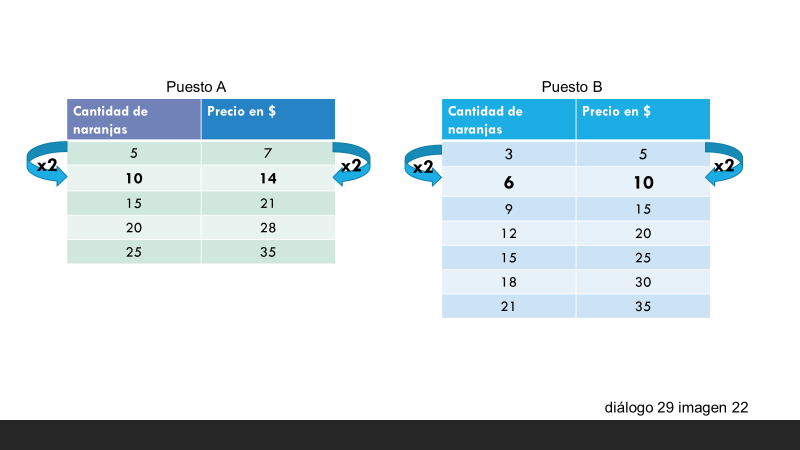 Puesto A
Cantidad de naranjas Precio en $
5 7
x2 10 14 x2
15 21
20 28
25 35
Puesto B
Cantidad de naranjas Precio en $
3 5
x2 6 10 x2
9 15
12 20
15 25
18 30
21 35
diálogo 29 imagen 22